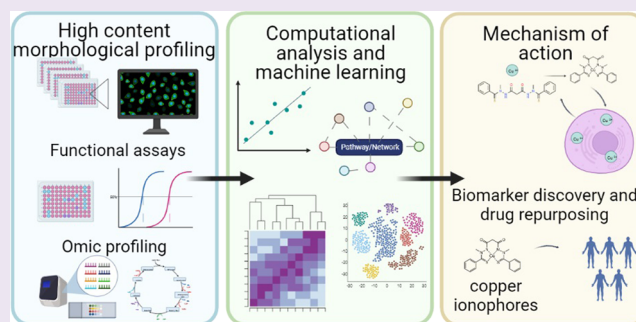 High content
morphological profiling
Functional assays
Omic profiling
Computational
analysis and
machine learning
Pathway/Network
Mechanism of
action
Biomarker discovery and
drug repurposing
copper
ionophores